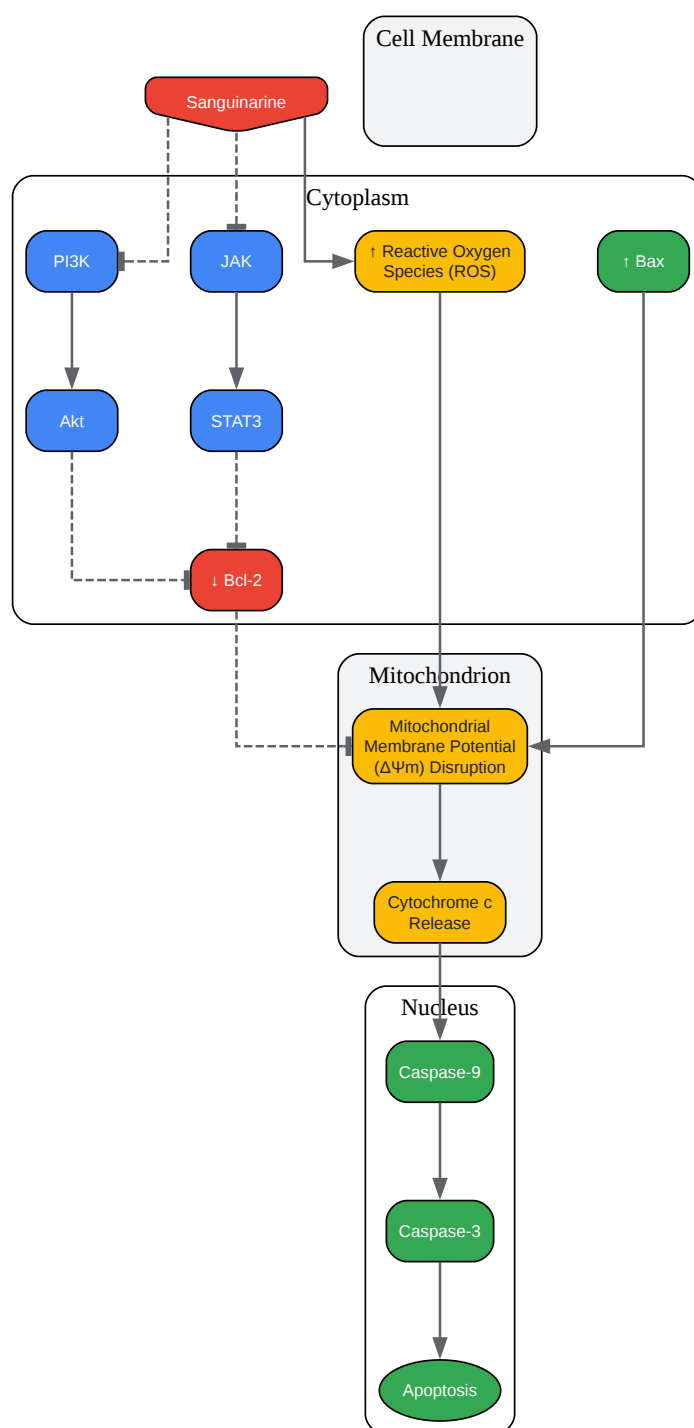 Cell Membrane
Sanguinarine
Cytoplasm
PI3K
JAK
↑ Reactive Oxygen
Species (ROS)
↑ Bax
Akt
STAT3
↓ Bcl-2
Mitochondrion
Mitochondrial
Membrane Potential
(ΔΨm) Disruption
Cytochrome c
Release
Nucleus
Caspase-9
Caspase-3
Apoptosis